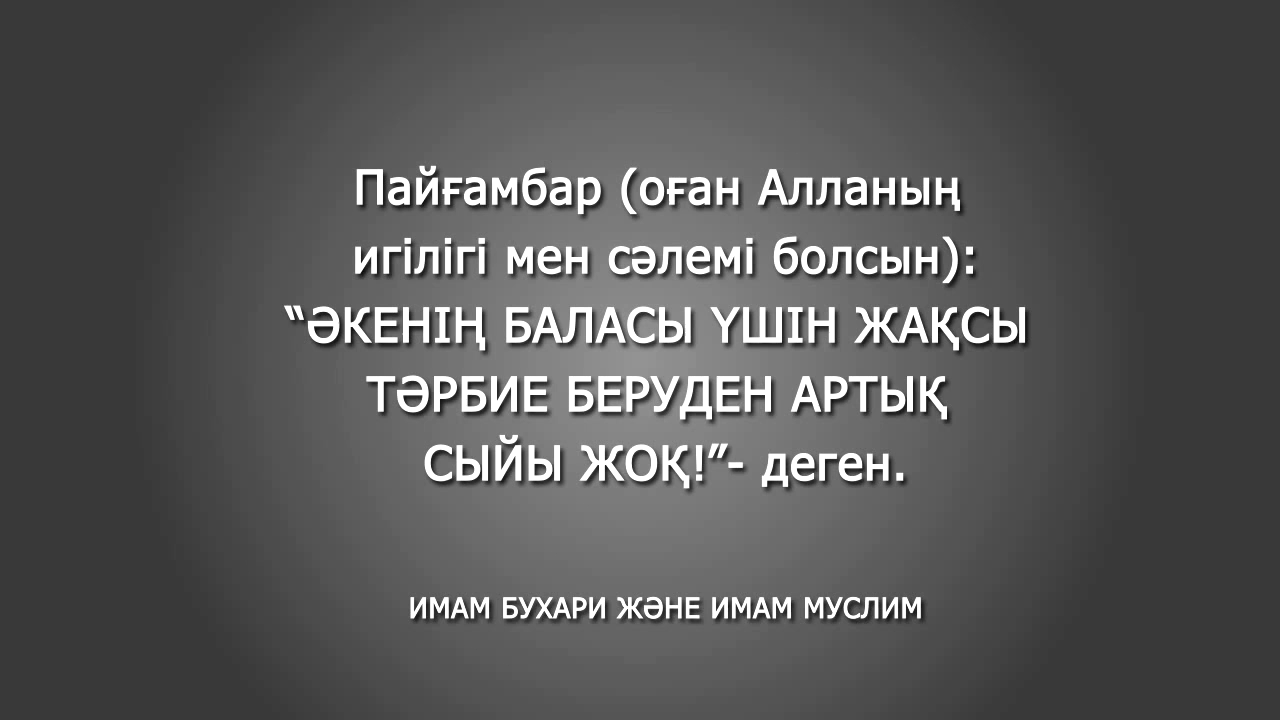 Пайғамбар (оған Алланың
игілігі мен сәлемі болсын):
“ӘКЕНІҢ БАЛАСЫ ҮШІН ЖАҚСЫ
ТӘРБИЕ БЕРУДЕН АРТЫҚ
СЫЙЫ ЖОҚ!”- деген.
ИМАМ БУХАРИ ЖӘНЕ ИМАМ МУСЛИМ